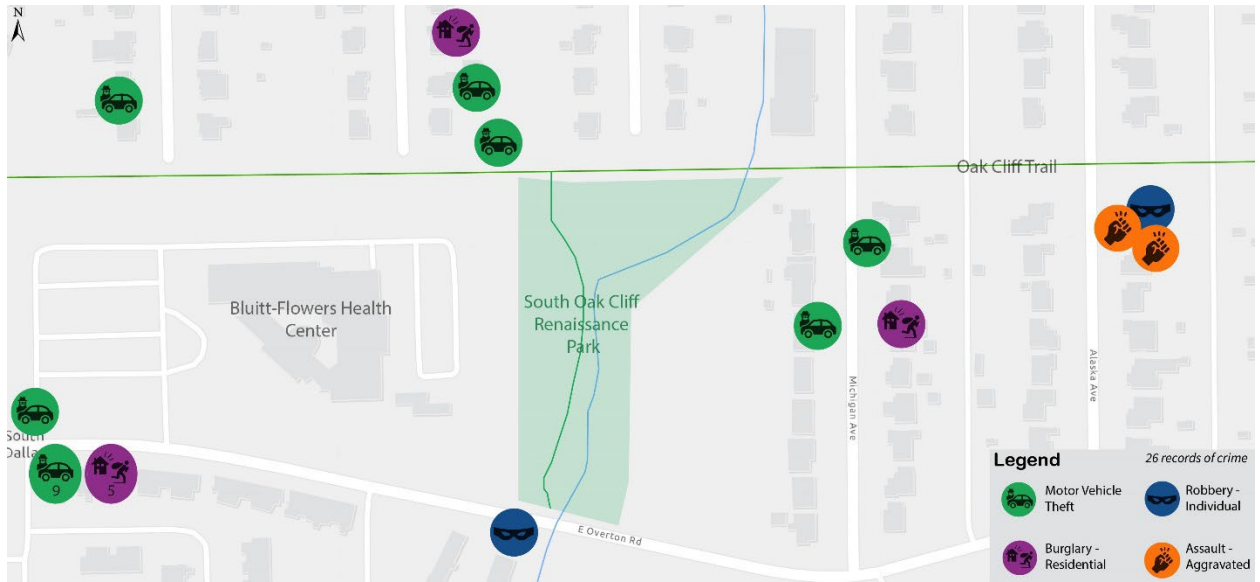 N
Oak Cliff Trail
Bluitt-Flowers Health
Center
South Oak Cliff
Renaissance
Park
Michigan Ave
Alaska Ave
South
Dalla
9
5
E Overton Rd
Legend
26 records of crime
Motor Vehicle
Theft
Robbery -
Individual
Burglary -
Residential
Assault -
Aggravated